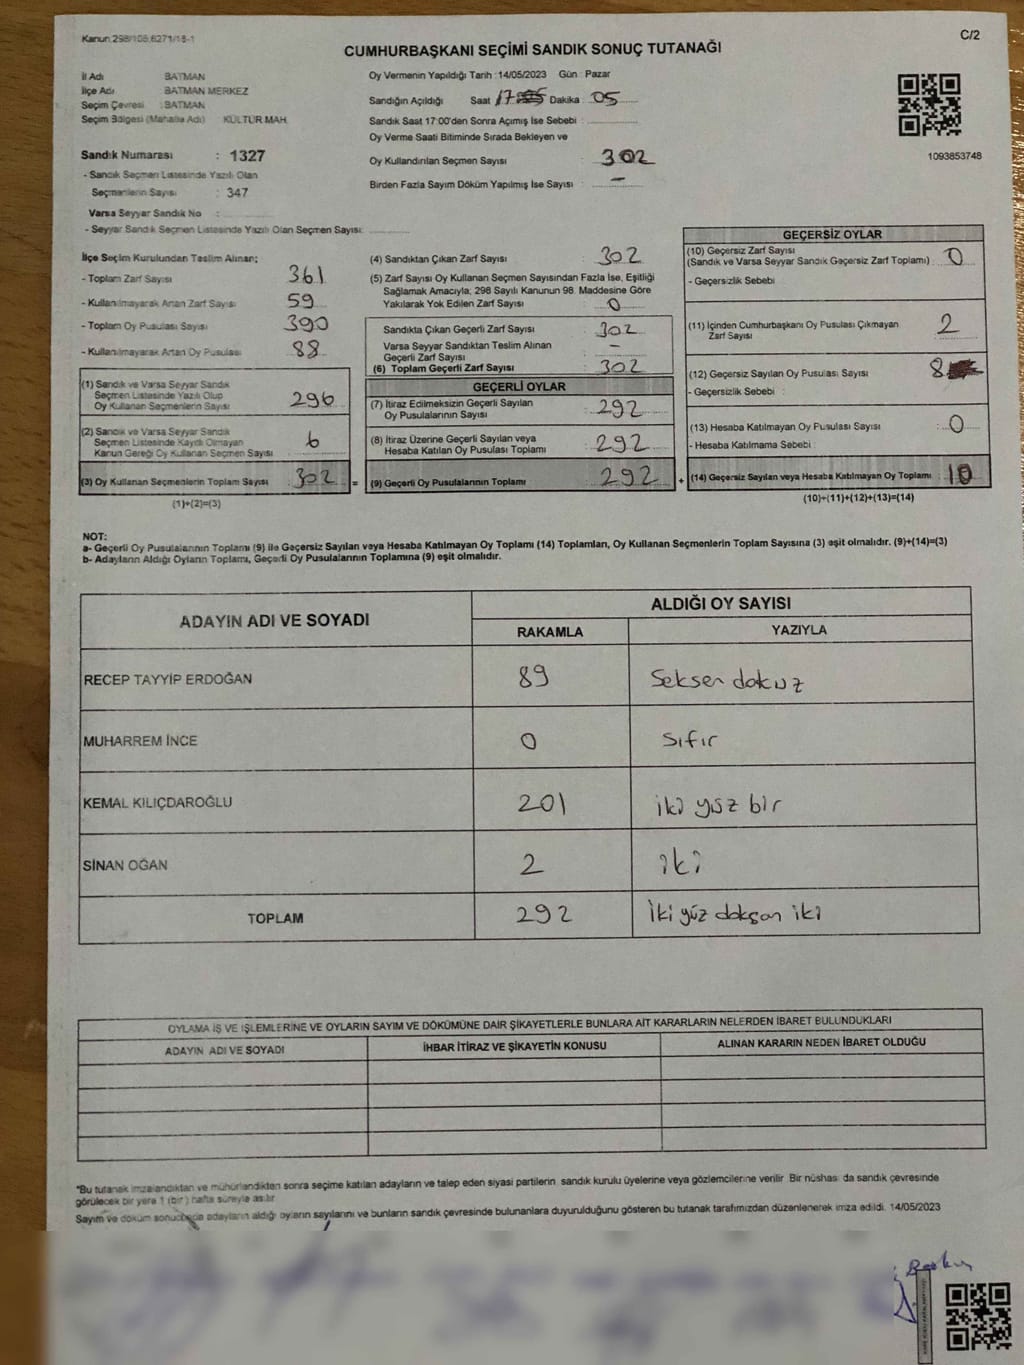 Kanun:298/105,6271/18-1
C/2
CUMHURBAŞKANI SEÇİMİ SANDIK SONUÇ TUTANAĞI
İl Adı : BATMAN
İlçe Adı : BATMAN MERKEZ
Seçim Çevresi : BATMAN
Seçim Bölgesi (Mahalle Adı) : KÜLTÜR MAH.
Sandık Numarası : 1327
- Sandık Seçmen Listesinde Yazılı Olan
Seçmenlerin Sayısı : 347
Varsa Seyyar Sandık No :
- Seyyar Sandık Seçmen Listesinde Yazılı Olan Seçmen Sayısı:
Oy Vermenin Yapıldığı Tarih :14/05/2023 Gün : Pazar
Sandığın Açıldığı Saat 17 Dakika : 05
Sandık Saat 17:00'den Sonra Açımış İse Sebebi :
Oy Verme Saati Bitiminde Sırada Bekleyen ve
Oy Kullandırılan Seçmen Sayısı : 302
Birden Fazla Sayım Döküm Yapılmış İse Sayısı : –
1093853748
İlçe Seçim Kurulundan Teslim Alınan;
- Toplam Zarf Sayısı : 361
- Kullanılmayarak Artan Zarf Sayısı : 59
- Toplam Oy Pusulası Sayısı : 390
- Kullanılmayarak Artan Oy Pusulası : 88
(1) Sandık ve Varsa Seyyar Sandık
Seçmen Listesinde Yazılı Olup
Oy Kullanan Seçmenlerin Sayısı : 296
(2) Sandık ve Varsa Seyyar Sandık
Seçmen Listesinde Kayıtlı Olmayan
Kanun Gereği Oy Kullanan Seçmen Sayısı : 6
(3) Oy Kullanan Seçmenlerin Toplam Sayısı : 302 =
(1)+(2)=(3)
(4) Sandıktan Çıkan Zarf Sayısı : 302
(5) Zarf Sayısı Oy Kullanan Seçmen Sayısından Fazla İse, Eşitliği
Sağlamak Amacıyla; 298 Sayılı Kanunun 98. Maddesine Göre
Yakılarak Yok Edilen Zarf Sayısı : 0
Sandıkta Çıkan Geçerli Zarf Sayısı : 302
Varsa Seyyar Sandıktan Teslim Alınan
Geçerli Zarf Sayısı : –
(6) Toplam Geçerli Zarf Sayısı : 302
GEÇERLİ OYLAR
(7) İtiraz Edilmeksizin Geçerli Sayılan
Oy Pusulalarının Sayısı : 292
(8) İtiraz Üzerine Geçerli Sayılan veya
Hesaba Katılan Oy Pusulası Toplamı : 292
(9) Geçerli Oy Pusulalarının Toplamı : 292 +
GEÇERSİZ OYLAR
(10) Geçersiz Zarf Sayısı
(Sandık ve Varsa Seyyar Sandık Geçersiz Zarf Toplamı) : 0
- Geçersizlik Sebebi :
(11) İçinden Cumhurbaşkanı Oy Pusulası Çıkmayan
Zarf Sayısı : 2
(12) Geçersiz Sayılan Oy Pusulası Sayısı : 8
- Geçersizlik Sebebi :
(13) Hesaba Katılmayan Oy Pusulası Sayısı : 0
- Hesaba Katılmama Sebebi :
(14) Geçersiz Sayılan veya Hesaba Katılmayan Oy Toplamı : 10
(10)+(11)+(12)+(13)=(14)
NOT:
a- Geçerli Oy Pusulalarının Toplamı (9) ile Geçersiz Sayılan veya Hesaba Katılmayan Oy Toplamı (14) Toplamları, Oy Kullanan Seçmenlerin Toplam Sayısına (3) eşit olmalıdır. (9)+(14)=(3)
b- Adayların Aldığı Oyların Toplamı, Geçerli Oy Pusulalarının Toplamına (9) eşit olmalıdır.
ADAYIN ADI VE SOYADI
ALDIĞI OY SAYISI
RAKAMLA YAZIYLA
RECEP TAYYİP ERDOĞAN 89 Seksen dokuz
MUHARREM İNCE 0 sıfır
KEMAL KILIÇDAROĞLU 201 iki yüz bir
SİNAN OĞAN 2 iki
TOPLAM 292 iki yüz doksan iki
OYLAMA İŞ VE İŞLEMLERİNE VE OYLARIN SAYIM VE DÖKÜMÜNE DAİR ŞİKAYETLERLE BUNLARA AİT KARARLARIN NELERDEN İBARET BULUNDUKLARI
ADAYIN ADI VE SOYADI İHBAR İTİRAZ VE ŞİKAYETİN KONUSU ALINAN KARARIN NEDEN İBARET OLDUĞU
*Bu tutanak imzalandıktan ve mühürlendikten sonra seçime katılan adayların ve talep eden siyasi partilerin sandık kurulu üyelerine veya gözlemcilerine verilir. Bir nüshası da sandık çevresinde
görülecek bir yere 1 (bir) hafta süreyle asılır.
Sayım ve döküm sonucunda adayların aldığı oyların sayılarını ve bunların sandık çevresinde bulunanlara duyurulduğunu gösteren bu tutanak tarafımızdan düzenlenerek imza edildi. 14/05/2023